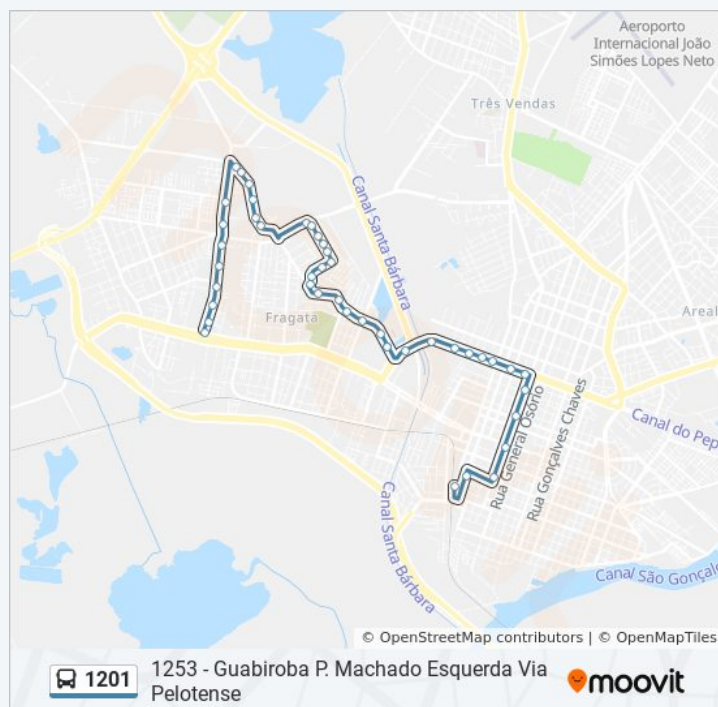 Aeroporto
Internacional João
Simões Lopes Neto
Três Vendas
Canal Santa Bárbara
Fragata
Areal
Rua General Osório
Rua Gonçalves Chaves
Canal do Pep
Canal Santa Bárbara
Canal São Gonçalo
© OpenStreetMap contributors | © OpenMapTiles
1201
1253 - Guabiroba P. Machado Esquerda Via
Pelotense
moovit